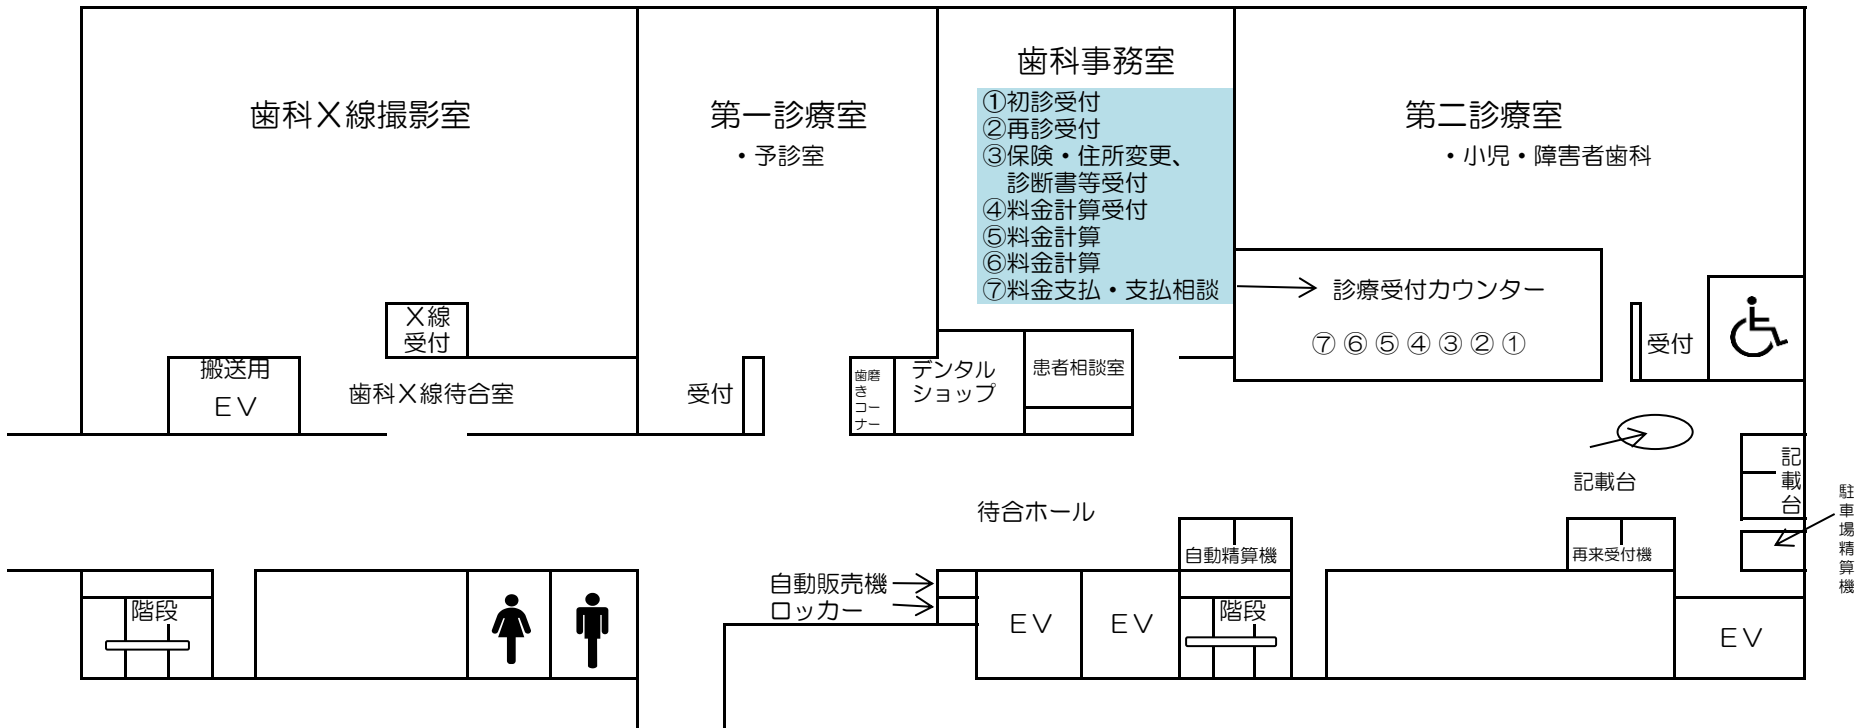 歯科X線撮影室
第一診療室
・予診室
歯科事務室
①初診受付
②再診受付
③保険・住所変更、
診断書等受付
④料金計算受付
⑤料金計算
⑥料金計算
⑦料金支払・支払相談
第二診療室
・小児・障害者歯科
診療受付カウンター
⑦⑥⑤④③②①
受付
X線
受付
搬送用
EV
歯科X線待合室
受付
歯磨
き
コー
ナー
デンタル
ショップ
患者相談室
記載台
記載台
駐車場精算機
待合ホール
自動精算機
再来受付機
自動販売機
ロッカー
階段
EV
EV
階段
EV